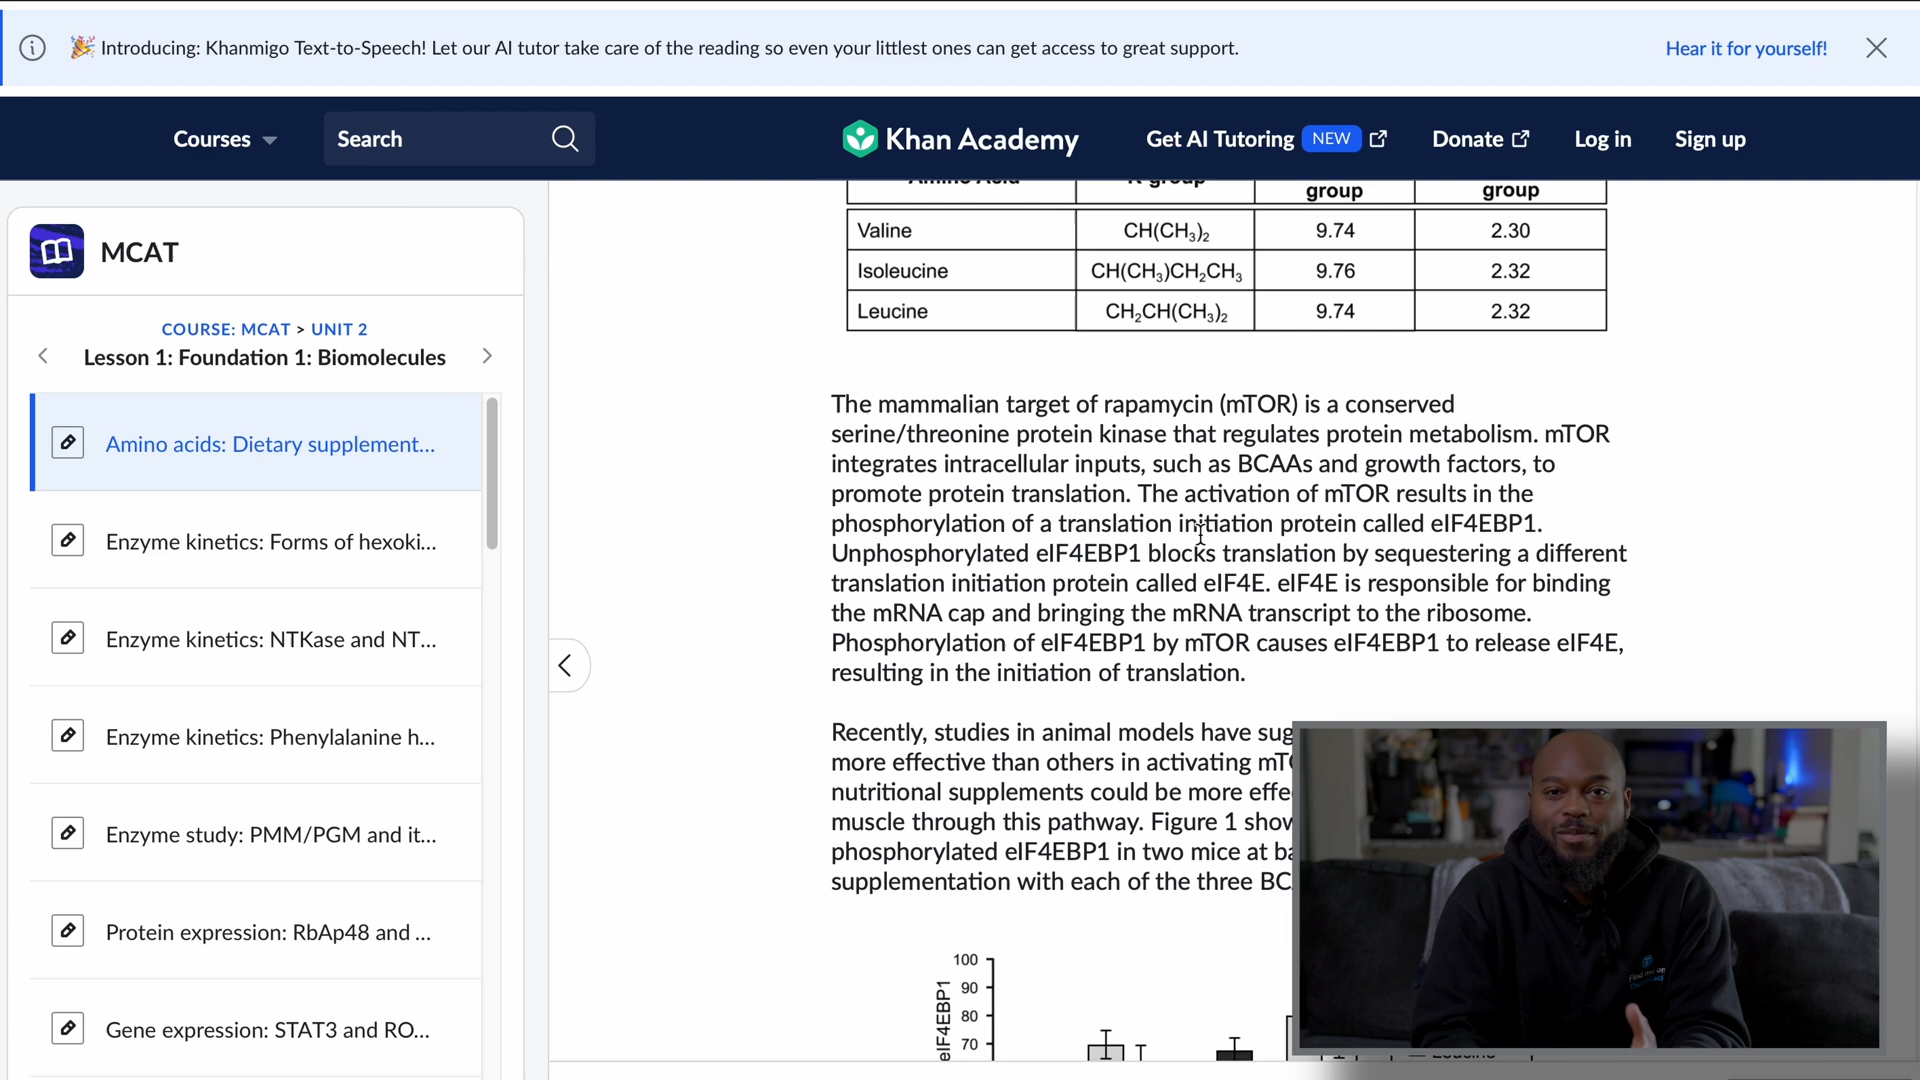 🎉 Introducing: Khanmigo Text-to-Speech! Let our AI tutor take care of the reading so even your littlest ones can get access to great support.
Hear it for yourself!
Courses
Search
Khan Academy
Get AI Tutoring NEW
Donate
Log in
Sign up
MCAT
COURSE: MCAT > UNIT 2
Lesson 1: Foundation 1: Biomolecules
Amino acids: Dietary supplement...
Enzyme kinetics: Forms of hexoki...
Enzyme kinetics: NTKase and NT...
Enzyme kinetics: Phenylalanine h...
Enzyme study: PMM/PGM and it...
Protein expression: RbAp48 and ...
Gene expression: STAT3 and RO...
Amino Acid R-group group group
Valine CH(CH₃)₂ 9.74 2.30
Isoleucine CH(CH₃)CH₂CH₃ 9.76 2.32
Leucine CH₂CH(CH₃)₂ 9.74 2.32
The mammalian target of rapamycin (mTOR) is a conserved
serine/threonine protein kinase that regulates protein metabolism. mTOR
integrates intracellular inputs, such as BCAAs and growth factors, to
promote protein translation. The activation of mTOR results in the
phosphorylation of a translation initiation protein called eIF4EBP1.
Unphosphorylated eIF4EBP1 blocks translation by sequestering a different
translation initiation protein called eIF4E. eIF4E is responsible for binding
the mRNA cap and bringing the mRNA transcript to the ribosome.
Phosphorylation of eIF4EBP1 by mTOR causes eIF4EBP1 to release eIF4E,
resulting in the initiation of translation.
Recently, studies in animal models have sug
more effective than others in activating mT
nutritional supplements could be more effe
muscle through this pathway. Figure 1 show
phosphorylated eIF4EBP1 in two mice at ba
supplementation with each of the three BC
100
90
80
70
eIF4EBP1
Leucine